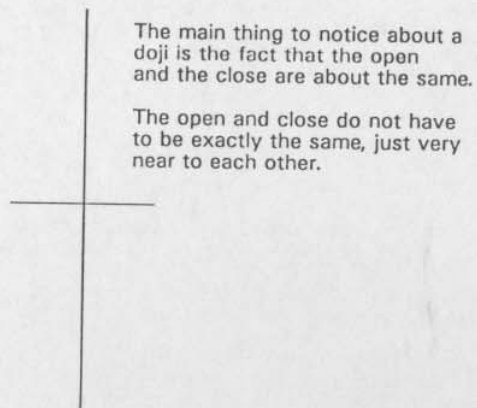 The main thing to notice about a
doji is the fact that the open
and the close are about the same.
The open and close do not have
to be exactly the same, just very
near to each other.